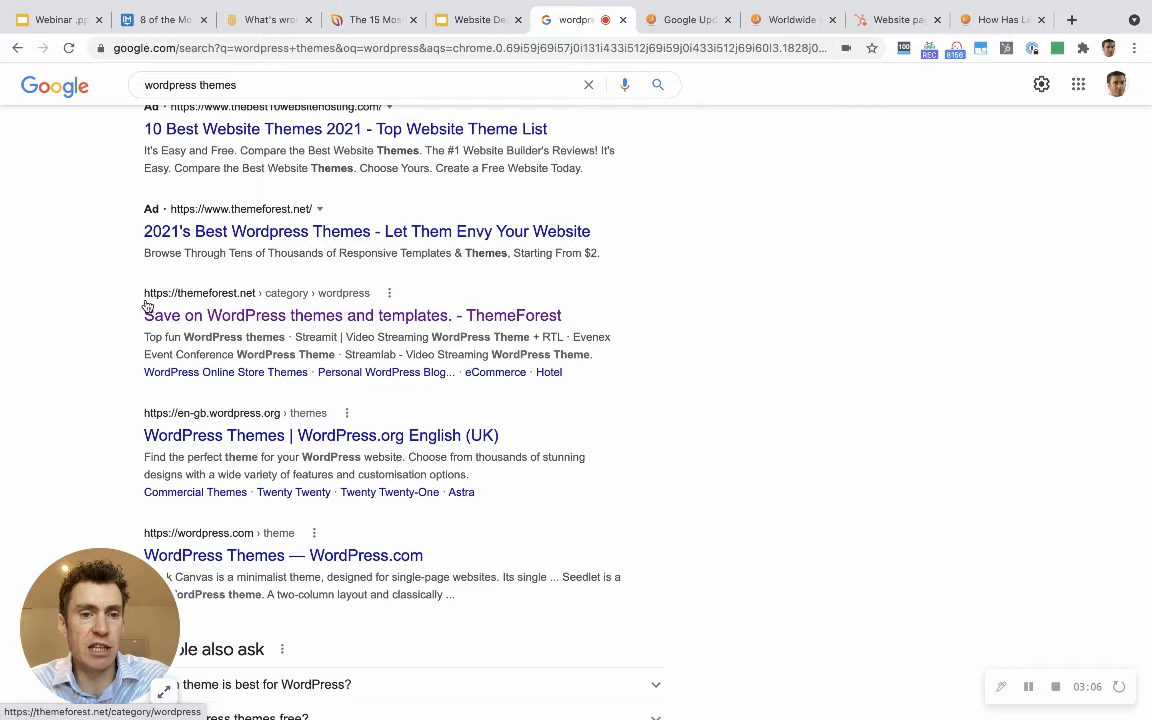 Webinar .pp
8 of the Mo
What's wro
The 15 Mos
Website De
wordpre
Google Up
Worldwide
Website pa
How Has L
google.com/search?q=wordpress+themes&oq=wordpress&aqs=chrome.0.69i59j69i57j0i131i433i512j69i59j0i433i512j69i60l3.1828j0...
100
REC
6156
Google
wordpress themes
Ad · https://www.thebest10websitehosting.com/
10 Best Website Themes 2021 - Top Website Theme List
It's Easy and Free. Compare the Best Website Themes. The #1 Website Builder's Reviews! It's
Easy. Compare the Best Website Themes. Choose Yours. Create a Free Website Today.
Ad · https://www.themeforest.net/
2021's Best Wordpress Themes - Let Them Envy Your Website
Browse Through Tens of Thousands of Responsive Templates & Themes, Starting From $2.
https://themeforest.net › category › wordpress
Save on WordPress themes and templates. - ThemeForest
Top fun WordPress themes · Streamit | Video Streaming WordPress Theme + RTL · Evenex
Event Conference WordPress Theme · Streamlab - Video Streaming WordPress Theme.
WordPress Online Store Themes · Personal WordPress Blog... · eCommerce · Hotel
https://en-gb.wordpress.org › themes
WordPress Themes | WordPress.org English (UK)
Find the perfect theme for your WordPress website. Choose from thousands of stunning
designs with a wide variety of features and customisation options.
Commercial Themes · Twenty Twenty · Twenty Twenty-One · Astra
https://wordpress.com › theme
WordPress Themes — WordPress.com
k Canvas is a minimalist theme, designed for single-page websites. Its single ... Seedlet is a
ordPress theme. A two-column layout and classically ...
ple also ask
theme is best for WordPress?
press themes free?
03:06
https://themeforest.net/category/wordpress